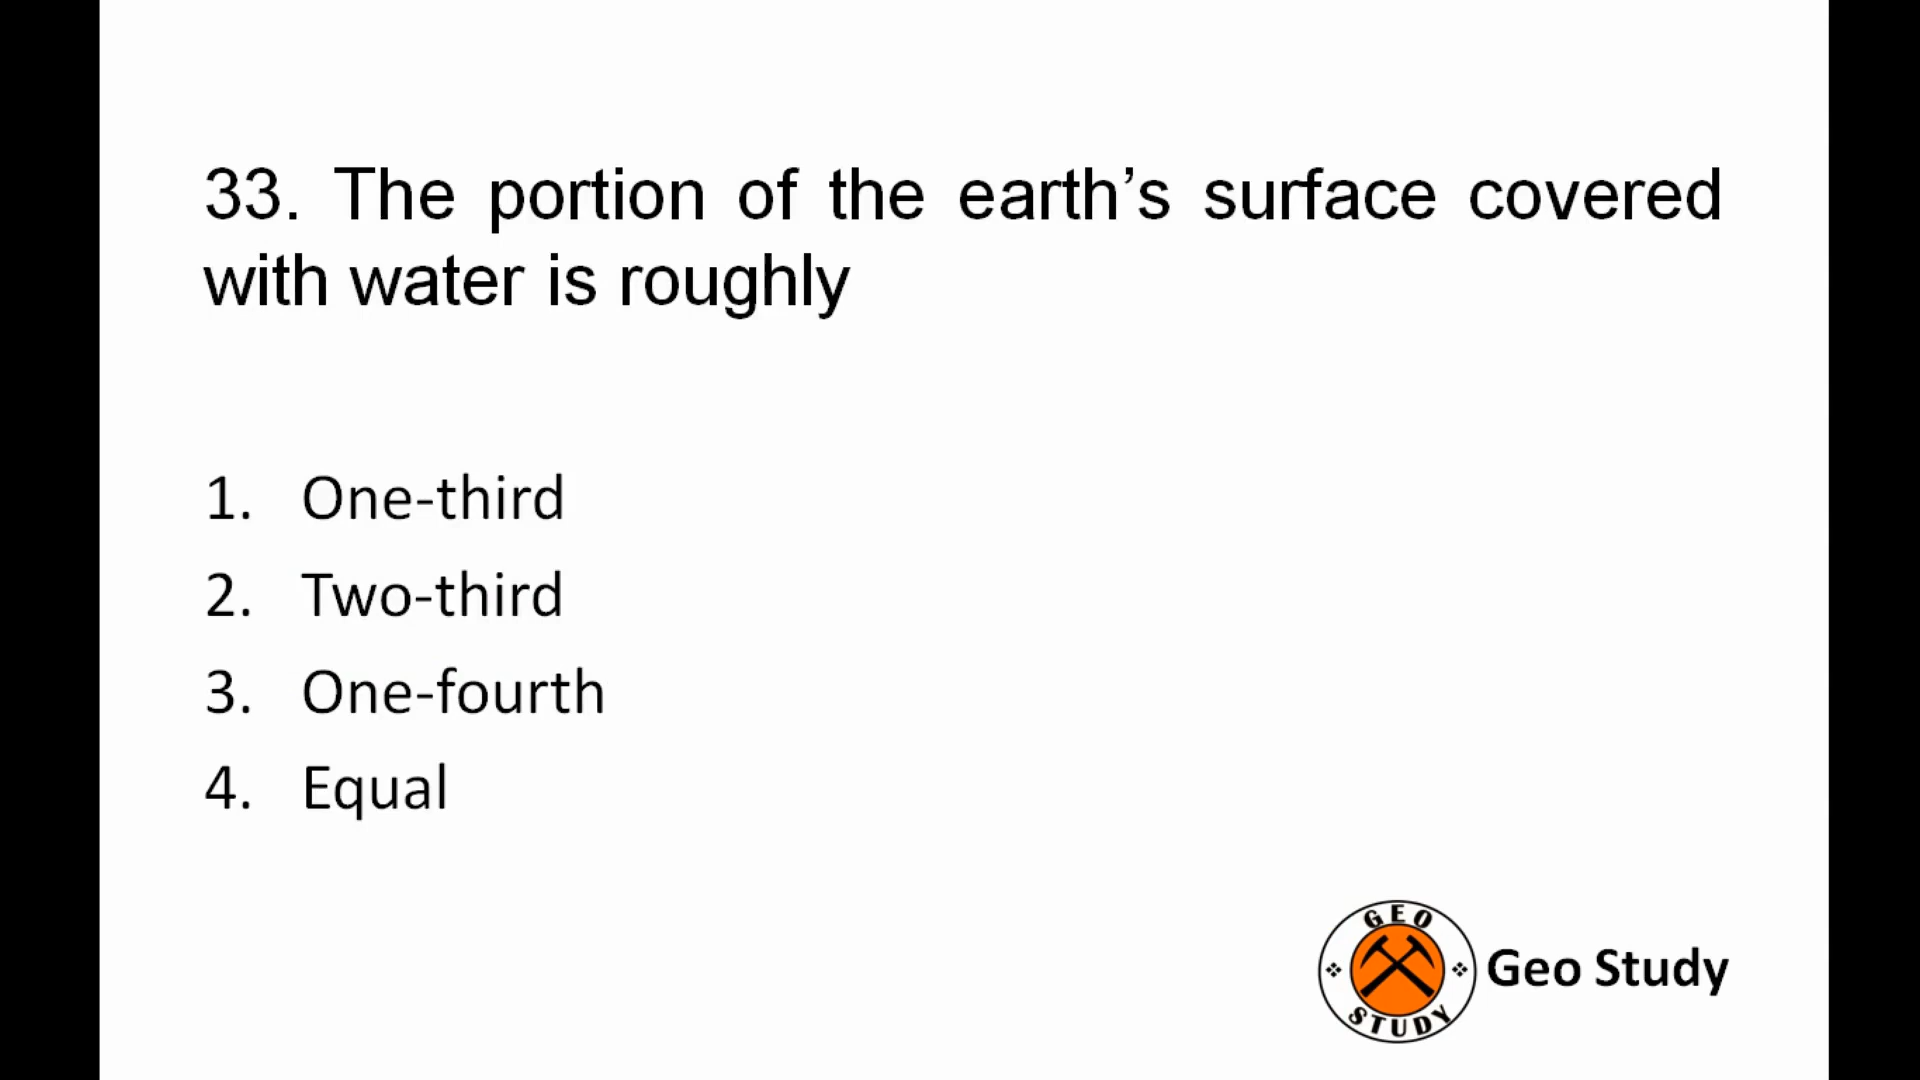 33. The portion of the earth’s surface covered
with water is roughly
1. One-third
2. Two-third
3. One-fourth
4. Equal
GEO
STUDY
Geo Study